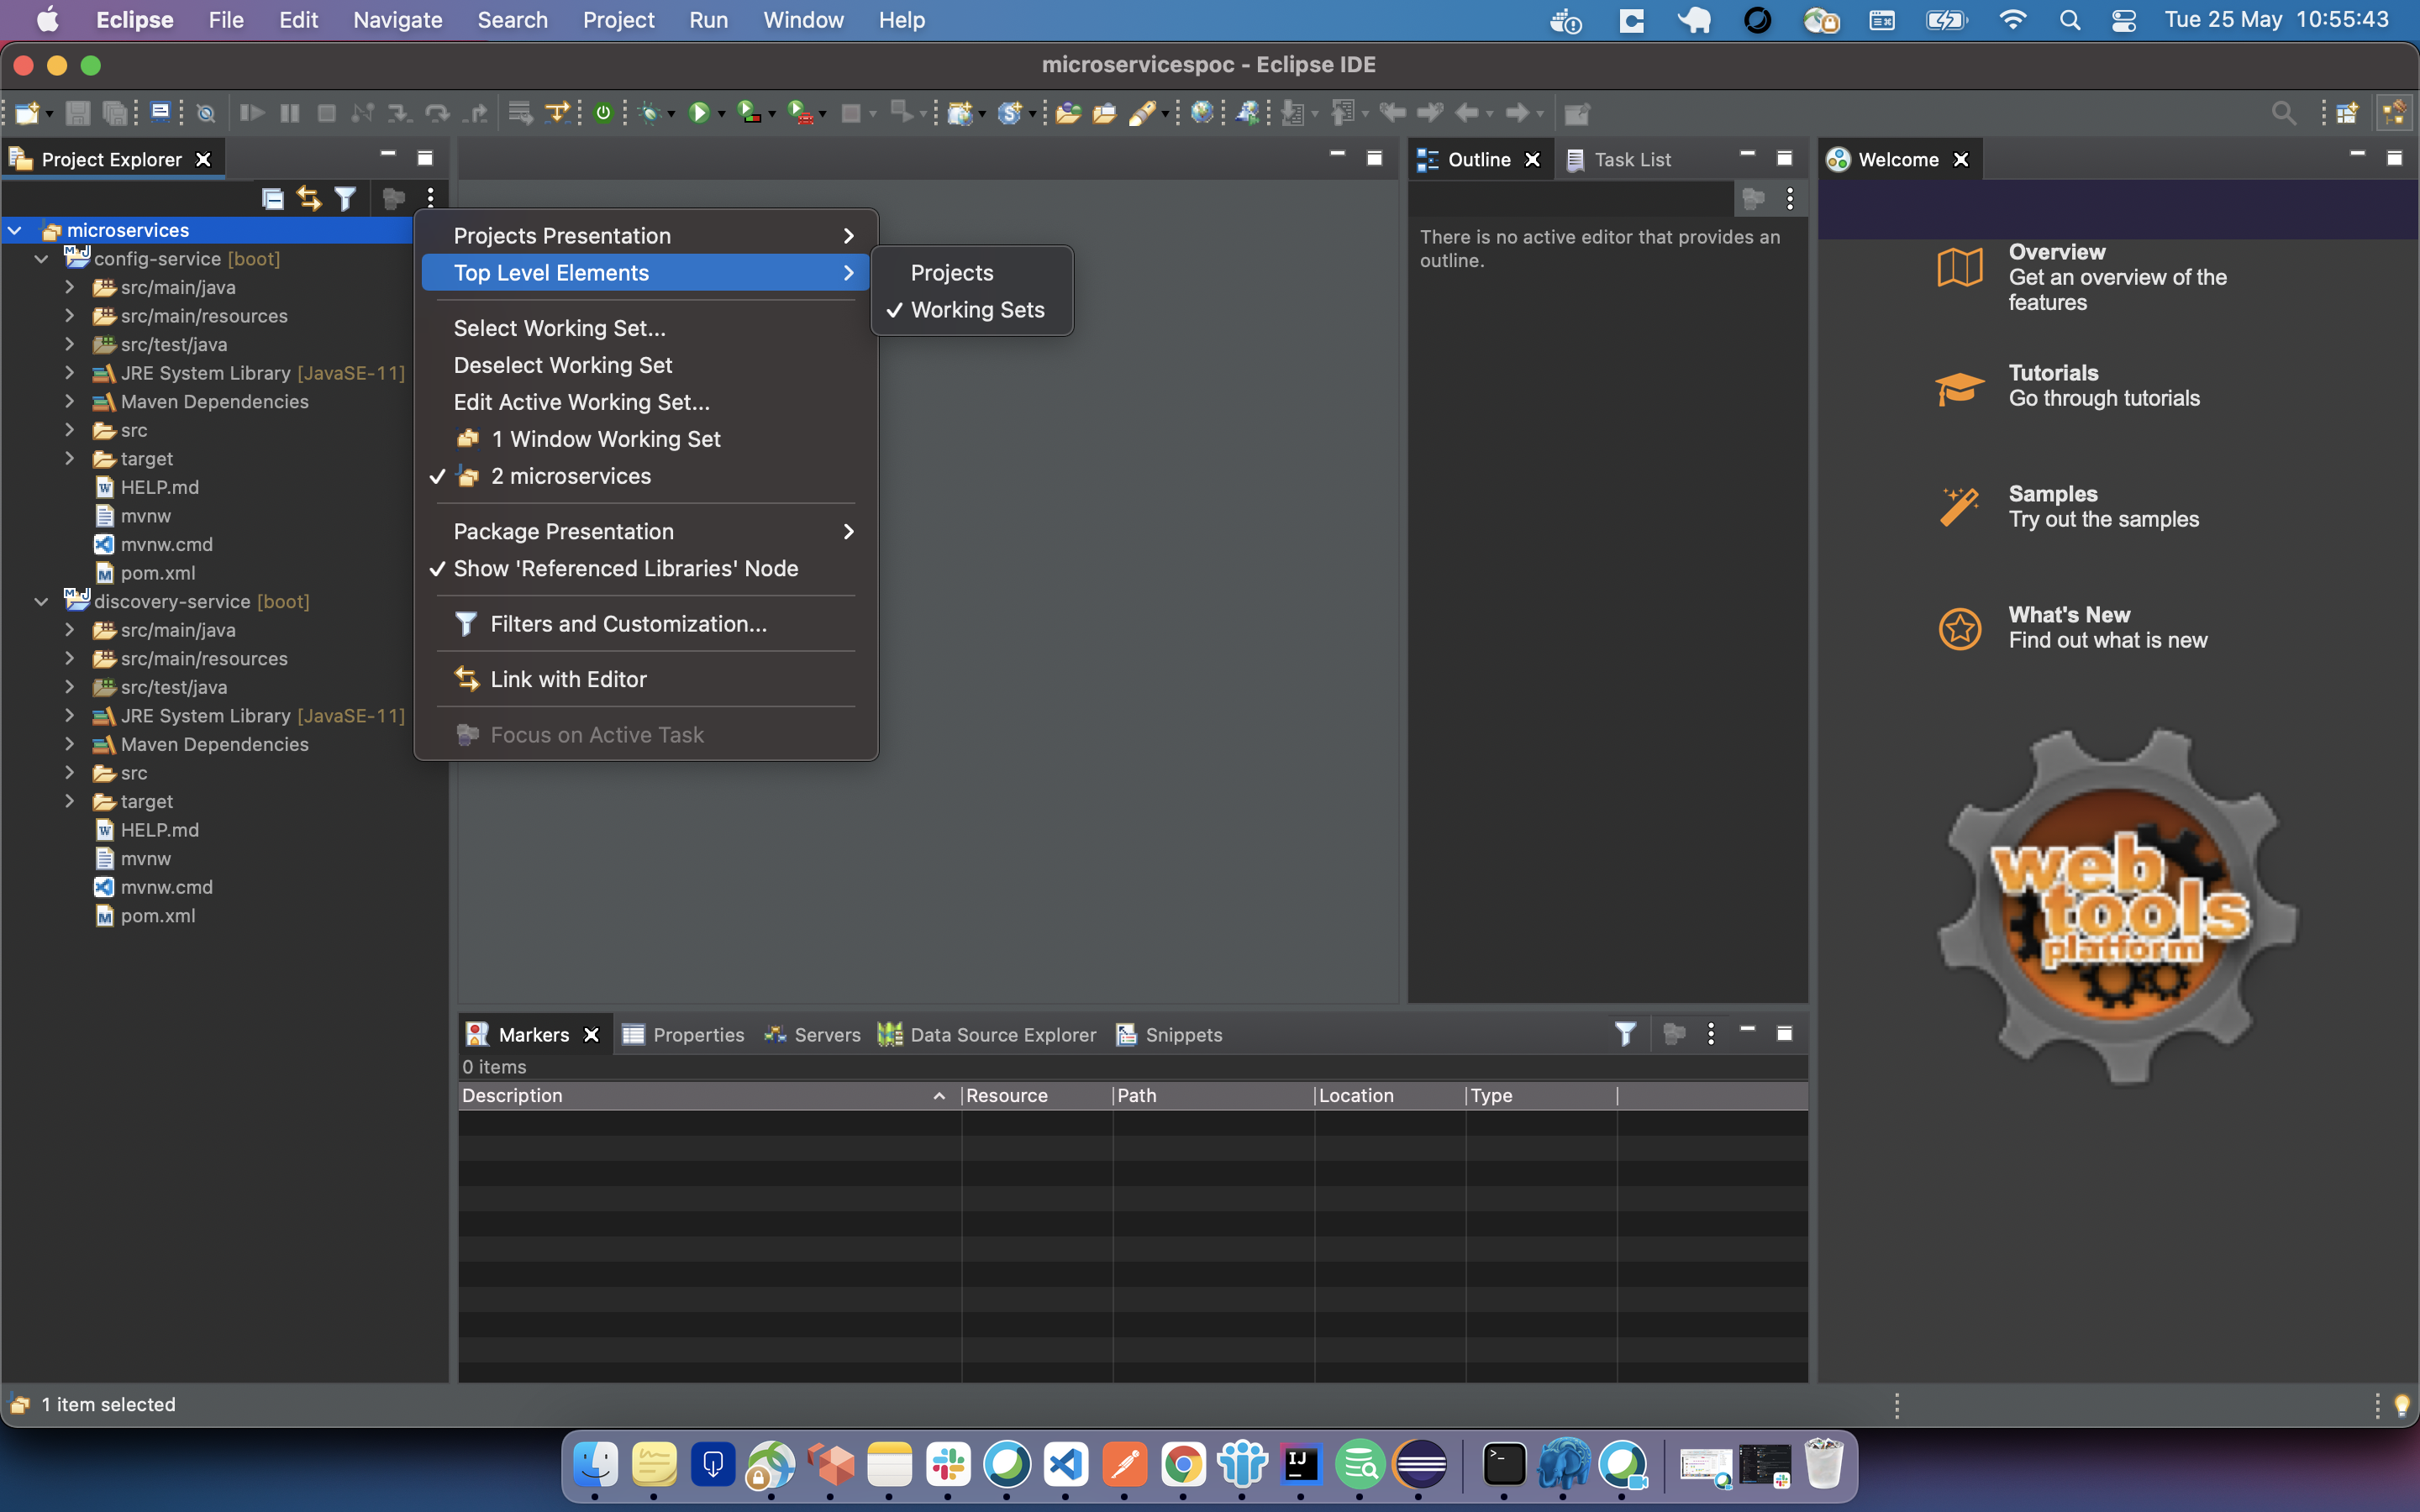 Eclipse File Edit Navigate Search Project Run Window Help Tue 25 May 10:55:43
microservicespoc - Eclipse IDE
Project Explorer
microservices
config-service [boot]
src/main/java
src/main/resources
src/test/java
JRE System Library [JavaSE-11]
Maven Dependencies
src
target
HELP.md
mvnw
mvnw.cmd
pom.xml
discovery-service [boot]
src/main/java
src/main/resources
src/test/java
JRE System Library [JavaSE-11]
Maven Dependencies
src
target
HELP.md
mvnw
mvnw.cmd
pom.xml
Projects Presentation
Top Level Elements
Select Working Set...
Deselect Working Set
Edit Active Working Set...
1 Window Working Set
2 microservices
Package Presentation
Show 'Referenced Libraries' Node
Filters and Customization...
Link with Editor
Focus on Active Task
Projects
Working Sets
Outline Task List
There is no active editor that provides an
outline.
Welcome
Overview
Get an overview of the
features
Tutorials
Go through tutorials
Samples
Try out the samples
What's New
Find out what is new
web
tools
platform
Markers Properties Servers Data Source Explorer Snippets
0 items
Description Resource Path Location Type
1 item selected
IJ